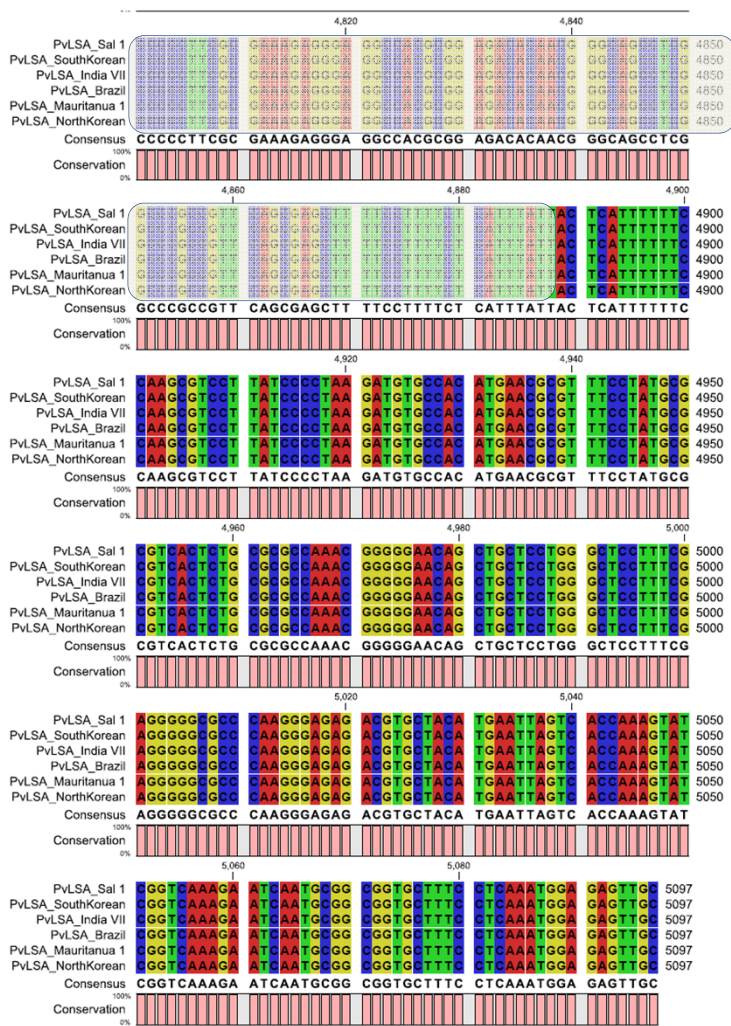 4,820 4,840
PvLSA_Sal 1 4850
PvLSA_SouthKorean 4850
PvLSA_India VII 4850
PvLSA_Brazil 4850
PvLSA_Mauritanua 1 4850
PvLSA_NorthKorean 4850
Consensus CCCCCTTCGC GAAAGAGGGA GGCCACGCGG AGACACAACG GGCAGCCTCG
100%
Conservation
0%
4,860 4,880 4,900
PvLSA_Sal 1 AC TCATTTTTTC 4900
PvLSA_SouthKorean AC TCATTTTTTC 4900
PvLSA_India VII AC TCATTTTTTC 4900
PvLSA_Brazil AC TCATTTTTTC 4900
PvLSA_Mauritanua 1 AC TCATTTTTTC 4900
PvLSA_NorthKorean AC TCATTTTTTC 4900
Consensus GCCCGCCGTT CAGCGAGCTT TTCCTTTTCT CATTTATTAC TCATTTTTTC
100%
Conservation
0%
4,920 4,940
PvLSA_Sal 1 CAAGCGTCCT TATCCCCTAA GATGTGCCAC ATGAACGCGT TTCCTATGCG 4950
PvLSA_SouthKorean CAAGCGTCCT TATCCCCTAA GATGTGCCAC ATGAACGCGT TTCCTATGCG 4950
PvLSA_India VII CAAGCGTCCT TATCCCCTAA GATGTGCCAC ATGAACGCGT TTCCTATGCG 4950
PvLSA_Brazil CAAGCGTCCT TATCCCCTAA GATGTGCCAC ATGAACGCGT TTCCTATGCG 4950
PvLSA_Mauritanua 1 CAAGCGTCCT TATCCCCTAA GATGTGCCAC ATGAACGCGT TTCCTATGCG 4950
PvLSA_NorthKorean CAAGCGTCCT TATCCCCTAA GATGTGCCAC ATGAACGCGT TTCCTATGCG 4950
Consensus CAAGCGTCCT TATCCCCTAA GATGTGCCAC ATGAACGCGT TTCCTATGCG
100%
Conservation
0%
4,960 4,980 5,000
PvLSA_Sal 1 CGTCACTCTG CGCGCCAAAC GGGGGAACAG CTGCTCCTGG GCTCCTTTCG 5000
PvLSA_SouthKorean CGTCACTCTG CGCGCCAAAC GGGGGAACAG CTGCTCCTGG GCTCCTTTCG 5000
PvLSA_India VII CGTCACTCTG CGCGCCAAAC GGGGGAACAG CTGCTCCTGG GCTCCTTTCG 5000
PvLSA_Brazil CGTCACTCTG CGCGCCAAAC GGGGGAACAG CTGCTCCTGG GCTCCTTTCG 5000
PvLSA_Mauritanua 1 CGTCACTCTG CGCGCCAAAC GGGGGAACAG CTGCTCCTGG GCTCCTTTCG 5000
PvLSA_NorthKorean CGTCACTCTG CGCGCCAAAC GGGGGAACAG CTGCTCCTGG GCTCCTTTCG 5000
Consensus CGTCACTCTG CGCGCCAAAC GGGGGAACAG CTGCTCCTGG GCTCCTTTCG
100%
Conservation
0%
5,020 5,040
PvLSA_Sal 1 AGGGGGCGCC CAAGGGAGAG ACGTGCTACA TGAATTAGTC ACCAAAGTAT 5050
PvLSA_SouthKorean AGGGGGCGCC CAAGGGAGAG ACGTGCTACA TGAATTAGTC ACCAAAGTAT 5050
PvLSA_India VII AGGGGGCGCC CAAGGGAGAG ACGTGCTACA TGAATTAGTC ACCAAAGTAT 5050
PvLSA_Brazil AGGGGGCGCC CAAGGGAGAG ACGTGCTACA TGAATTAGTC ACCAAAGTAT 5050
PvLSA_Mauritanua 1 AGGGGGCGCC CAAGGGAGAG ACGTGCTACA TGAATTAGTC ACCAAAGTAT 5050
PvLSA_NorthKorean AGGGGGCGCC CAAGGGAGAG ACGTGCTACA TGAATTAGTC ACCAAAGTAT 5050
Consensus AGGGGGCGCC CAAGGGAGAG ACGTGCTACA TGAATTAGTC ACCAAAGTAT
100%
Conservation
0%
5,060 5,080
PvLSA_Sal 1 CGGTCAAAGA ATCAATGCGG CGGTGCTTTC CTCAAATGGA GAGTTGC 5097
PvLSA_SouthKorean CGGTCAAAGA ATCAATGCGG CGGTGCTTTC CTCAAATGGA GAGTTGC 5097
PvLSA_India VII CGGTCAAAGA ATCAATGCGG CGGTGCTTTC CTCAAATGGA GAGTTGC 5097
PvLSA_Brazil CGGTCAAAGA ATCAATGCGG CGGTGCTTTC CTCAAATGGA GAGTTGC 5097
PvLSA_Mauritanua 1 CGGTCAAAGA ATCAATGCGG CGGTGCTTTC CTCAAATGGA GAGTTGC 5097
PvLSA_NorthKorean CGGTCAAAGA ATCAATGCGG CGGTGCTTTC CTCAAATGGA GAGTTGC 5097
Consensus CGGTCAAAGA ATCAATGCGG CGGTGCTTTC CTCAAATGGA GAGTTGC
100%
Conservation
0%